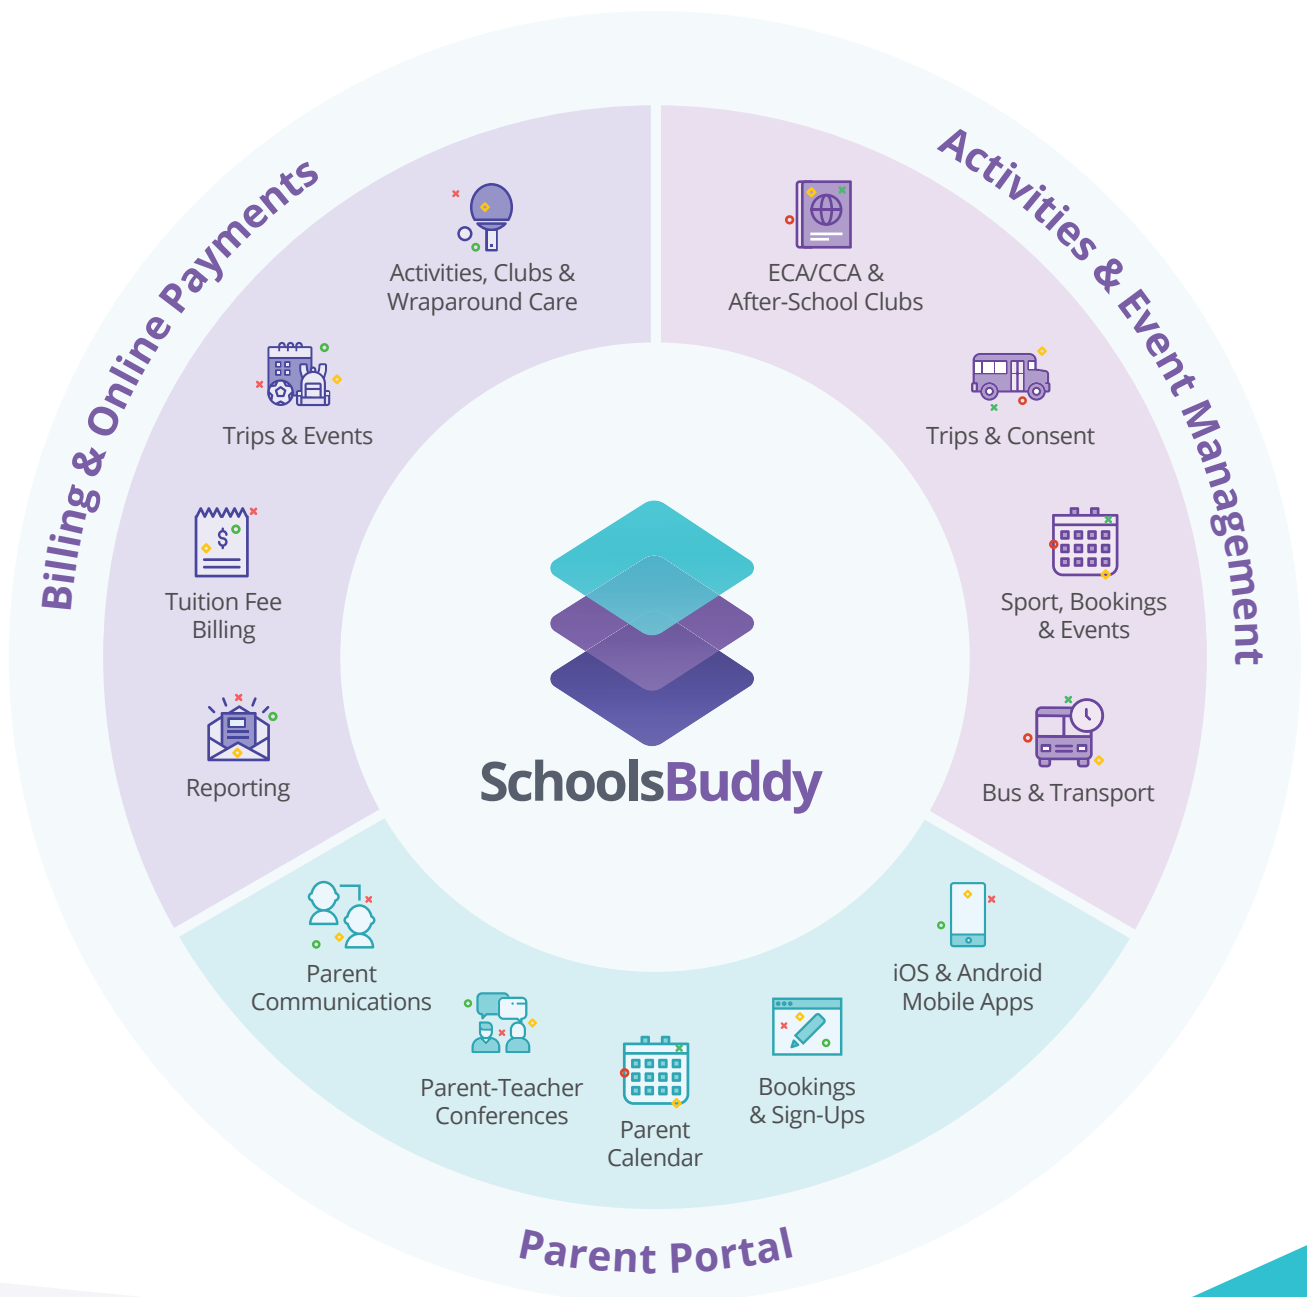 Billing & Online Payments
Activities, Clubs &
Wraparound Care
Trips & Events
$
Tuition Fee
Billing
Reporting
Activities & Event Management
ECA/CCA &
After-School Clubs
Trips & Consent
Sport, Bookings
& Events
Bus & Transport
SchoolsBuddy
Parent
Communications
Parent-Teacher
Conferences
Parent
Calendar
Bookings
& Sign-Ups
iOS & Android
Mobile Apps
Parent Portal